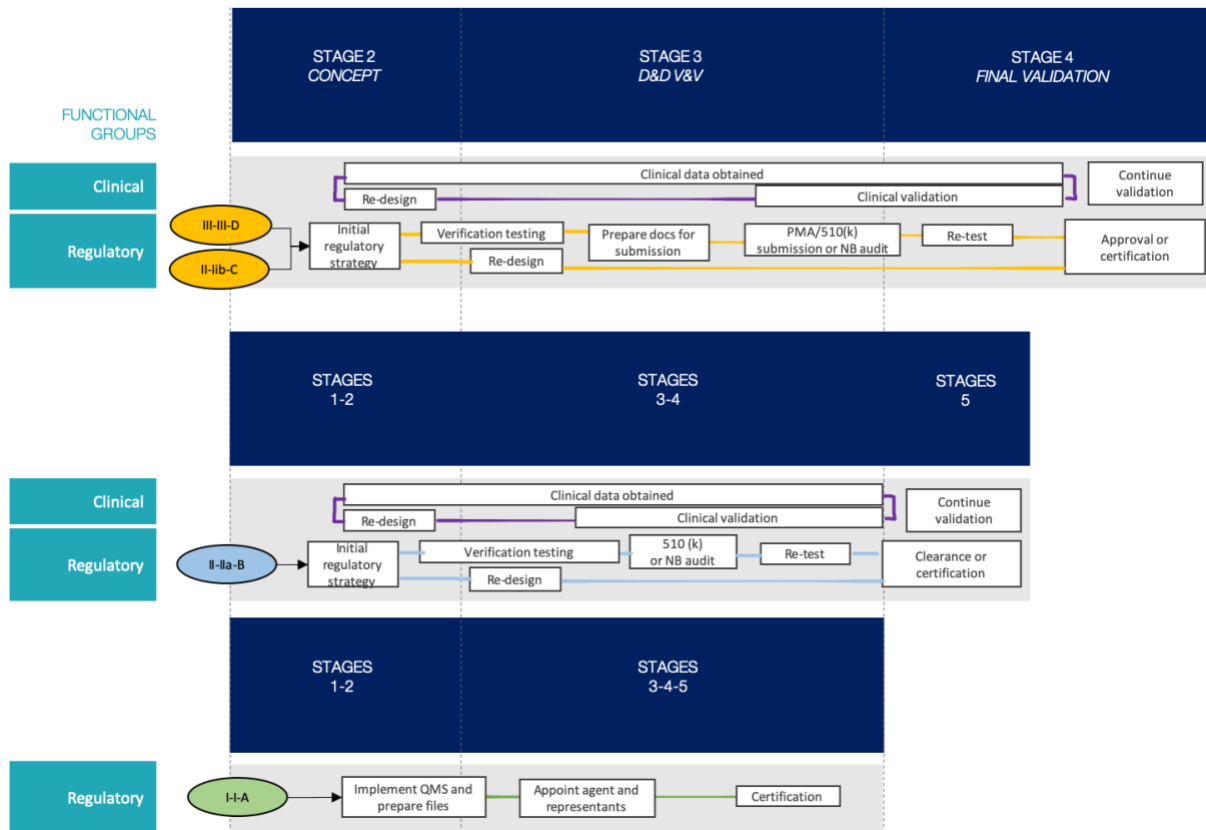 STAGE 2
CONCEPT
STAGE 3
D&D V&V
STAGE 4
FINAL VALIDATION
FUNCTIONAL
GROUPS
Clinical
Clinical data obtained
Re-design
Clinical validation
Continue
validation
Regulatory
III-III-D
II-Iib-C
Initial
regulatory
strategy
Verification testing
Re-design
Prepare docs for
submission
PMA/510(k)
submission or NB audit
Re-test
Approval or
certification
STAGES
1-2
STAGES
3-4
STAGES
5
Clinical
Clinical data obtained
Re-design
Clinical validation
Continue
validation
Regulatory
II-IIa-B
Initial
regulatory
strategy
Verification testing
Re-design
510 (k)
or NB audit
Re-test
Clearance or
certification
STAGES
1-2
STAGES
3-4-5
Regulatory
I-I-A
Implement QMS and
prepare files
Appoint agent and
representants
Certification